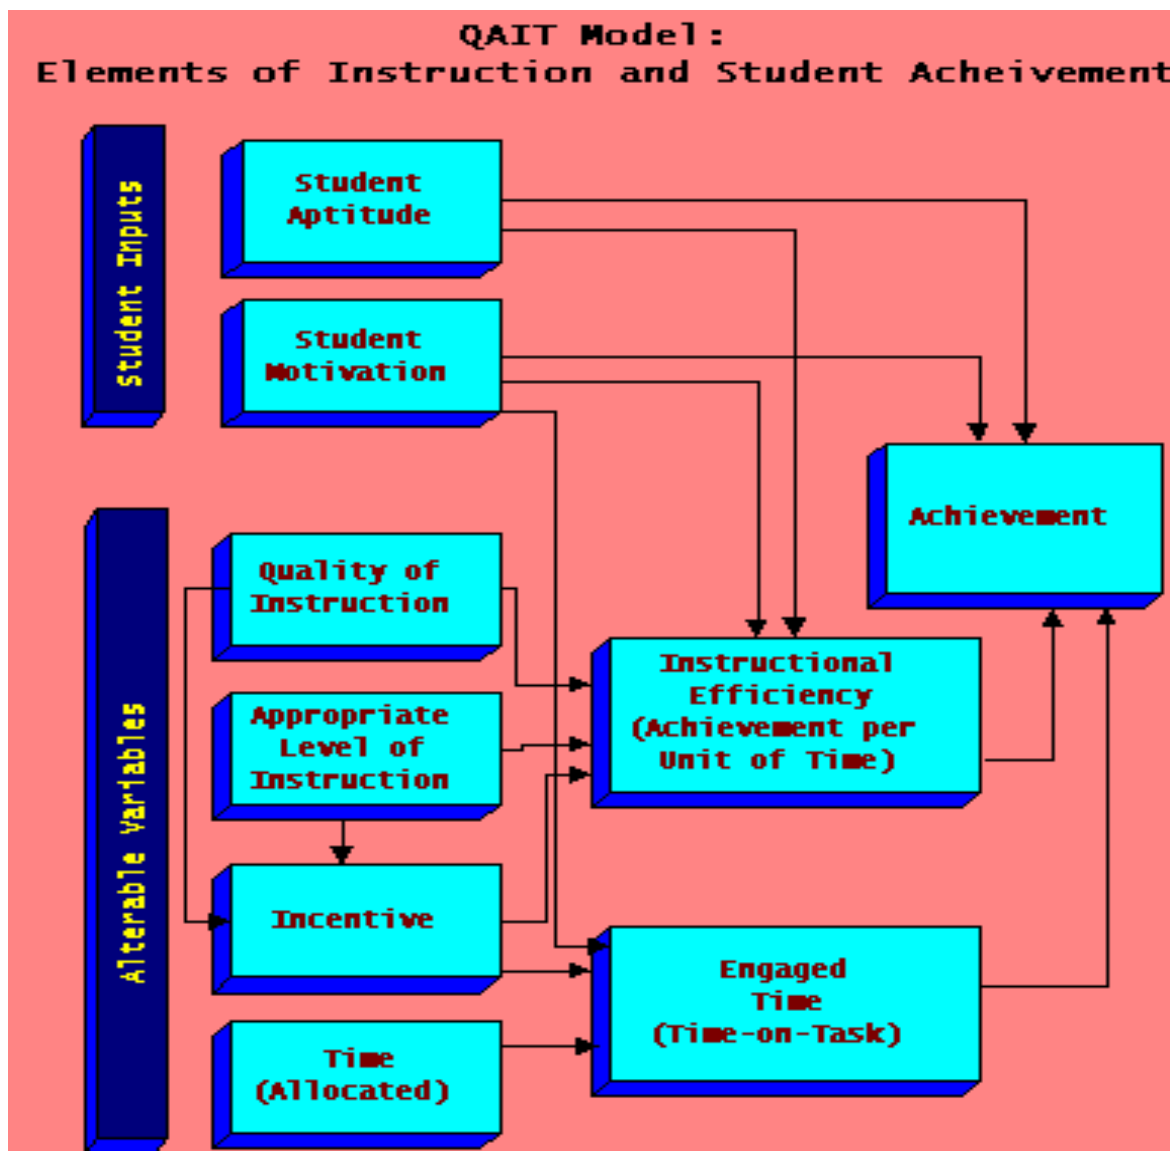 QAIT Model:
Elements of Instruction and Student Acheivement
student Inputs
Student
Aptitude
Student
Motivation
Achievement
Alterable variables
Quality of
Instruction
Appropriate
Level of
Instruction
Incentive
Time
(Allocated)
Instructional
Efficiency
(Achievement per
Unit of Time)
Engaged
Time
(Time-on-Task)